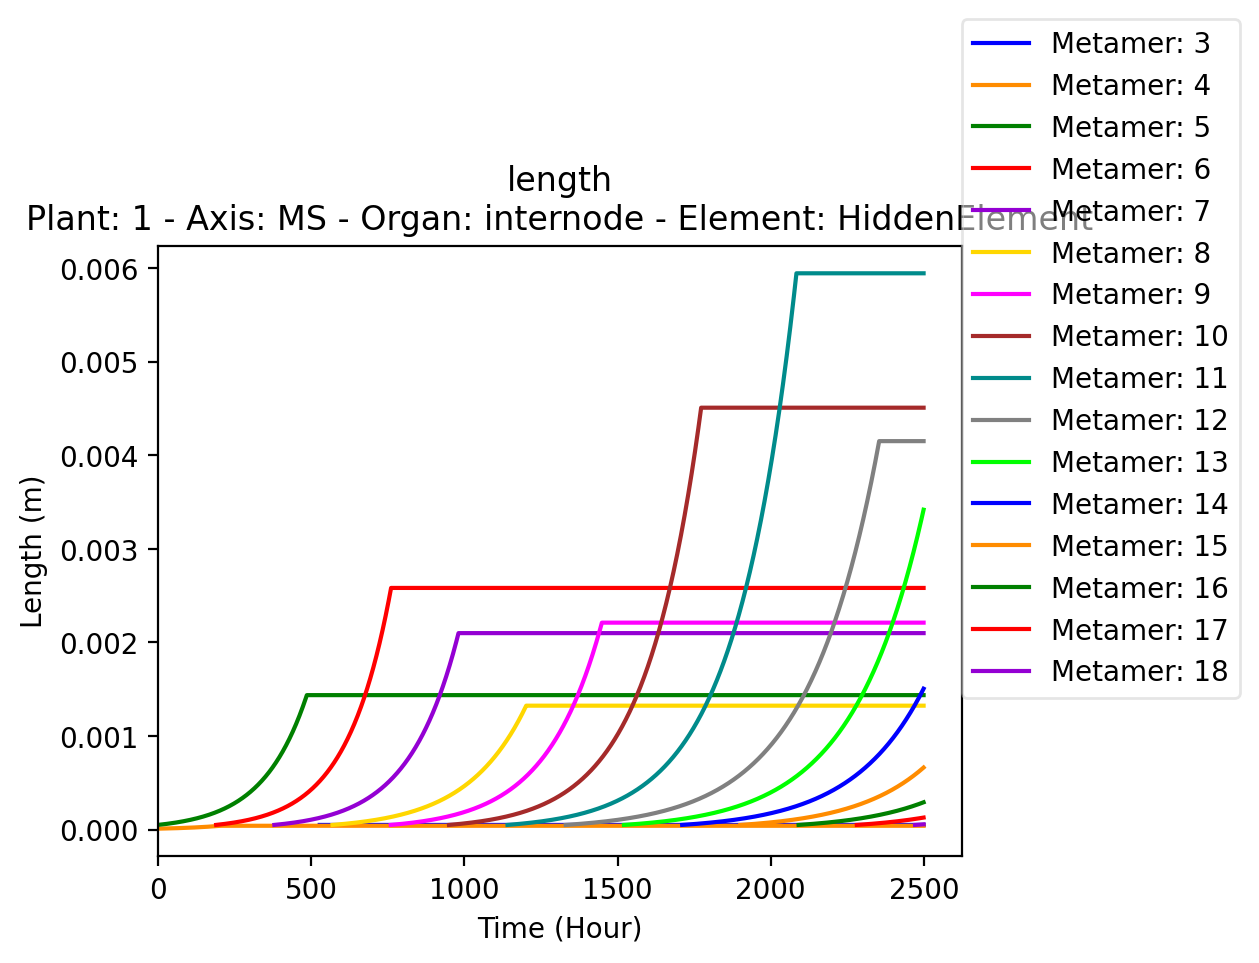 length
Plant: 1 - Axis: MS - Organ: internode - Element: HiddenElement
Metamer: 3
Metamer: 4
Metamer: 5
Metamer: 6
Metamer: 7
Metamer: 8
Metamer: 9
Metamer: 10
Metamer: 11
Metamer: 12
Metamer: 13
Metamer: 14
Metamer: 15
Metamer: 16
Metamer: 17
Metamer: 18
Length (m)
0.006
0.005
0.004
0.003
0.002
0.001
0.000
0 500 1000 1500 2000 2500
Time (Hour)